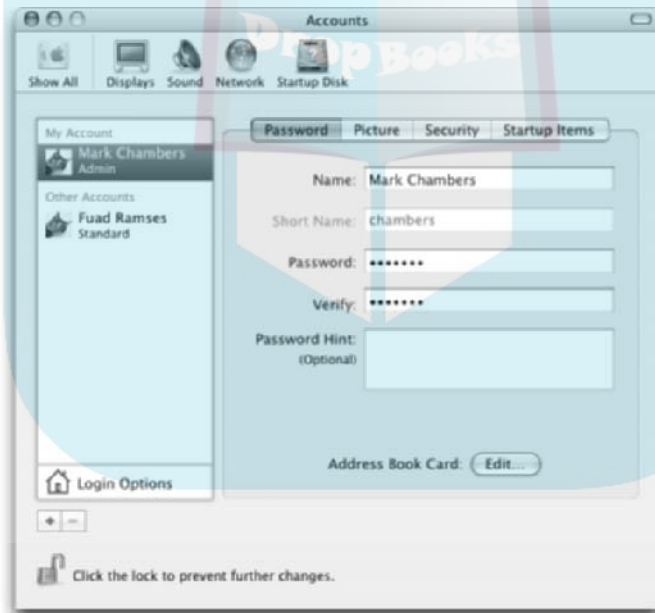 Accounts
Drop Books
Show All Displays Sound Network Startup Disk
My Account
Mark Chambers
Admin
Other Accounts
Fuad Ramses
Standard
Login Options
Password Picture Security Startup Items
Name: Mark Chambers
Short Name: chambers
Password: •••••••
Verify: •••••••
Password Hint:
(Optional)
Address Book Card: Edit...
Click the lock to prevent further changes.